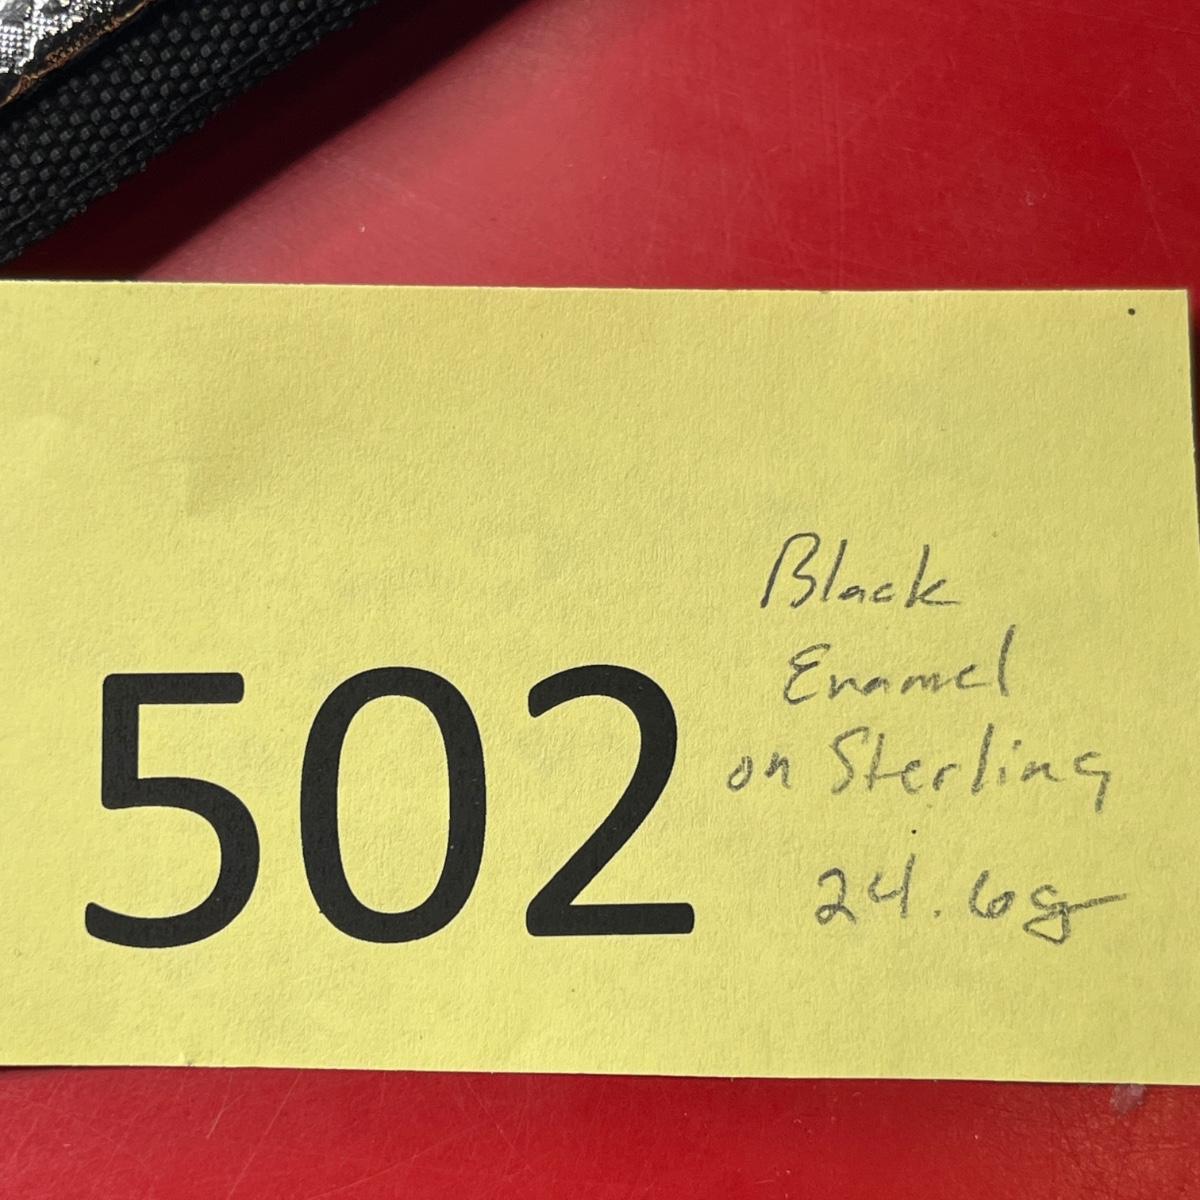 502
Black
Enamel
on Sterling
24.6g